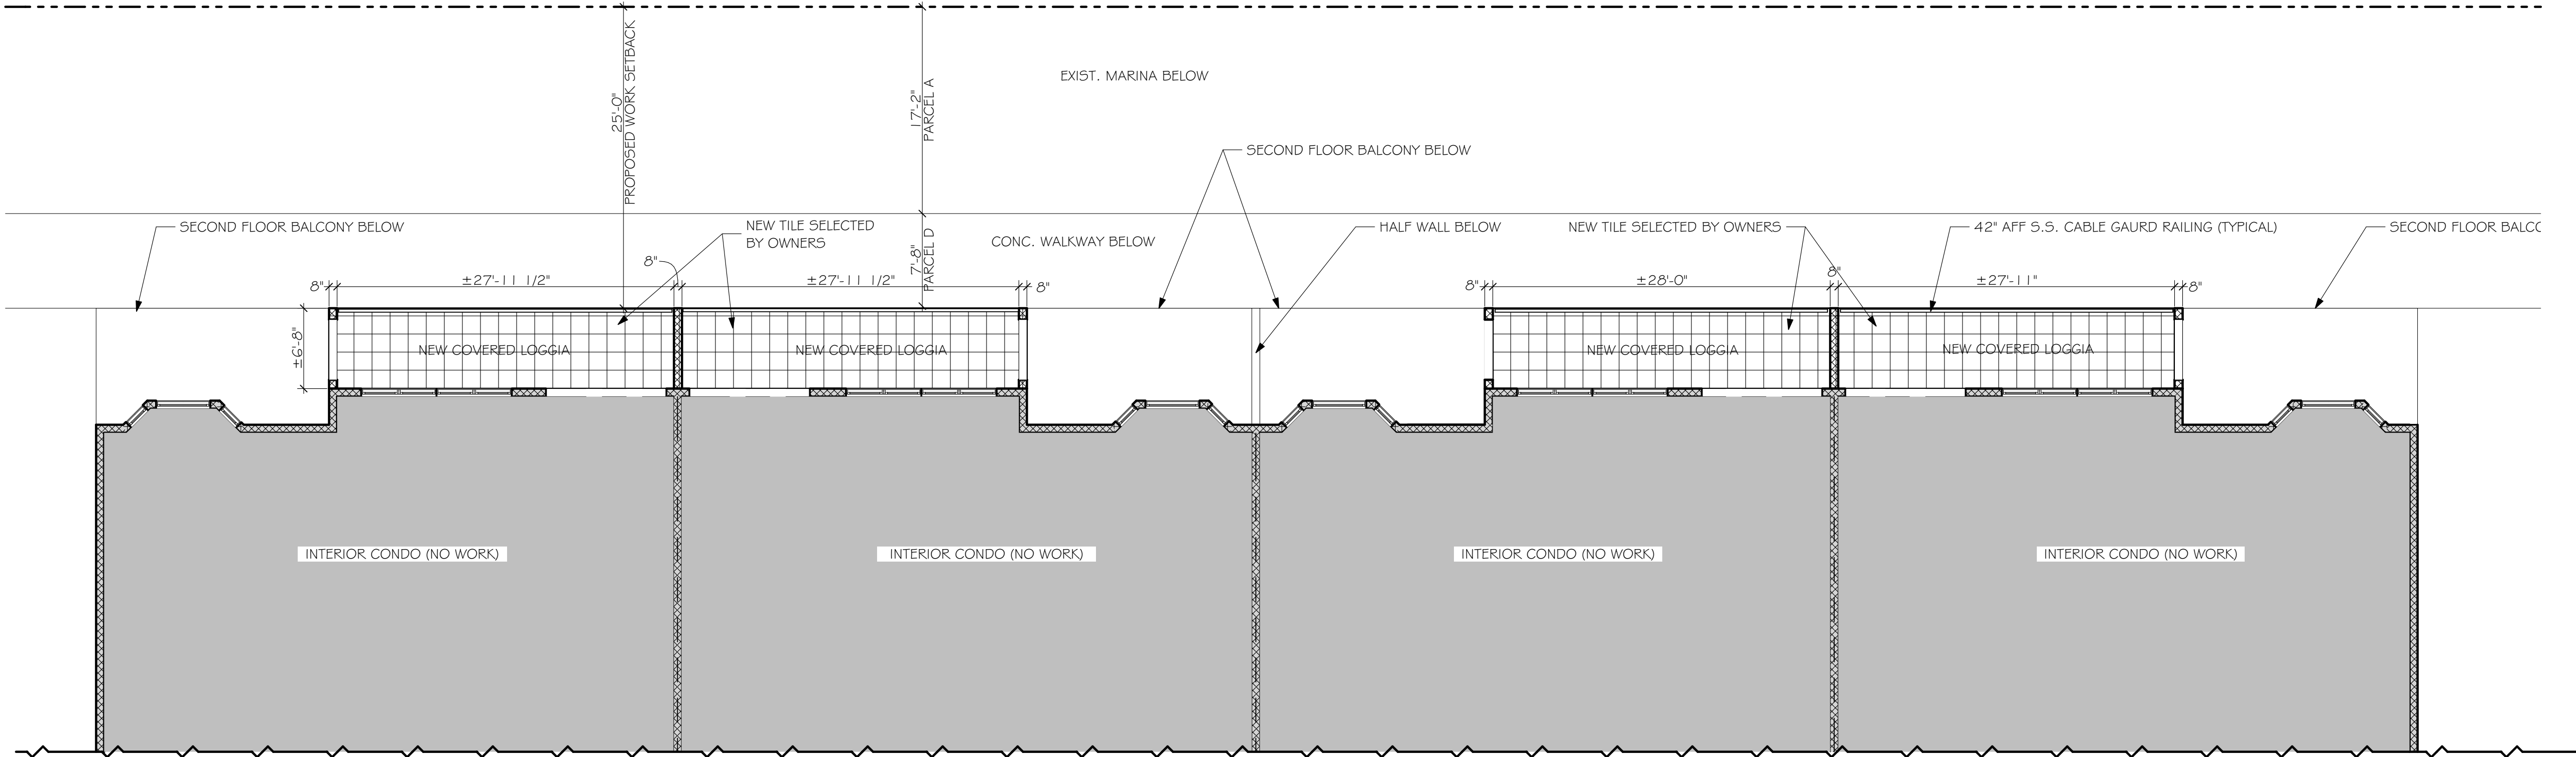 EXIST. MARINA BELOW
25'-0"
PROPOSED WORK SETBACK
17'-2"
PARCEL A
SECOND FLOOR BALCONY BELOW
SECOND FLOOR BALCONY BELOW
NEW TILE SELECTED
BY OWNERS
7'-8"
PARCEL D
CONC. WALKWAY BELOW
HALF WALL BELOW
NEW TILE SELECTED BY OWNERS
42" AFF S.S. CABLE GAURD RAILING (TYPICAL)
SECOND FLOOR BALCO
8"
±27'-11 1/2"
8"
±27'-11 1/2"
8"
8"
±28'-0"
8"
±27'-11"
8"
±6'-8"
NEW COVERED LOGGIA
NEW COVERED LOGGIA
NEW COVERED LOGGIA
NEW COVERED LOGGIA
INTERIOR CONDO (NO WORK)
INTERIOR CONDO (NO WORK)
INTERIOR CONDO (NO WORK)
INTERIOR CONDO (NO WORK)